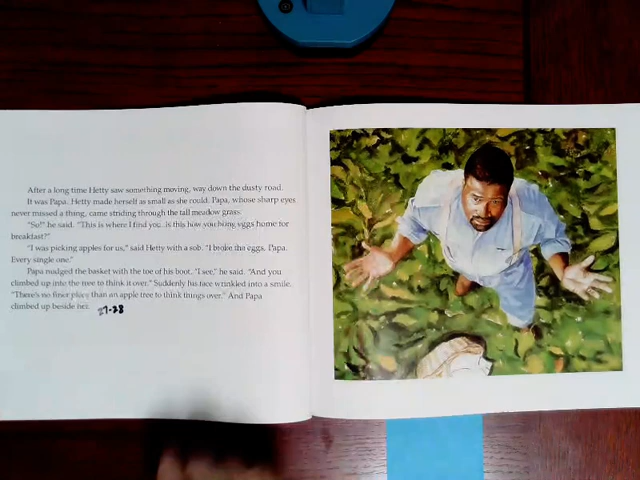 After a long time Hetty saw something moving, way down the dusty road.
It was Papa. Hetty made herself as small as she could. Papa, whose sharp eyes
never missed a thing, came striding through the tall meadow grass.
"So!" he said. "This is where I find you. Is this how you bring eggs home for
breakfast?"
"I was picking apples for us," said Hetty with a sob. "I broke the eggs, Papa.
Every single one."
Papa nudged the basket with the toe of his boot. "I see," he said. "And you
climbed up into the tree to think it over." Suddenly his face wrinkled into a smile.
"There's no finer place than an apple tree to think things over." And Papa
climbed up beside her. 27-28